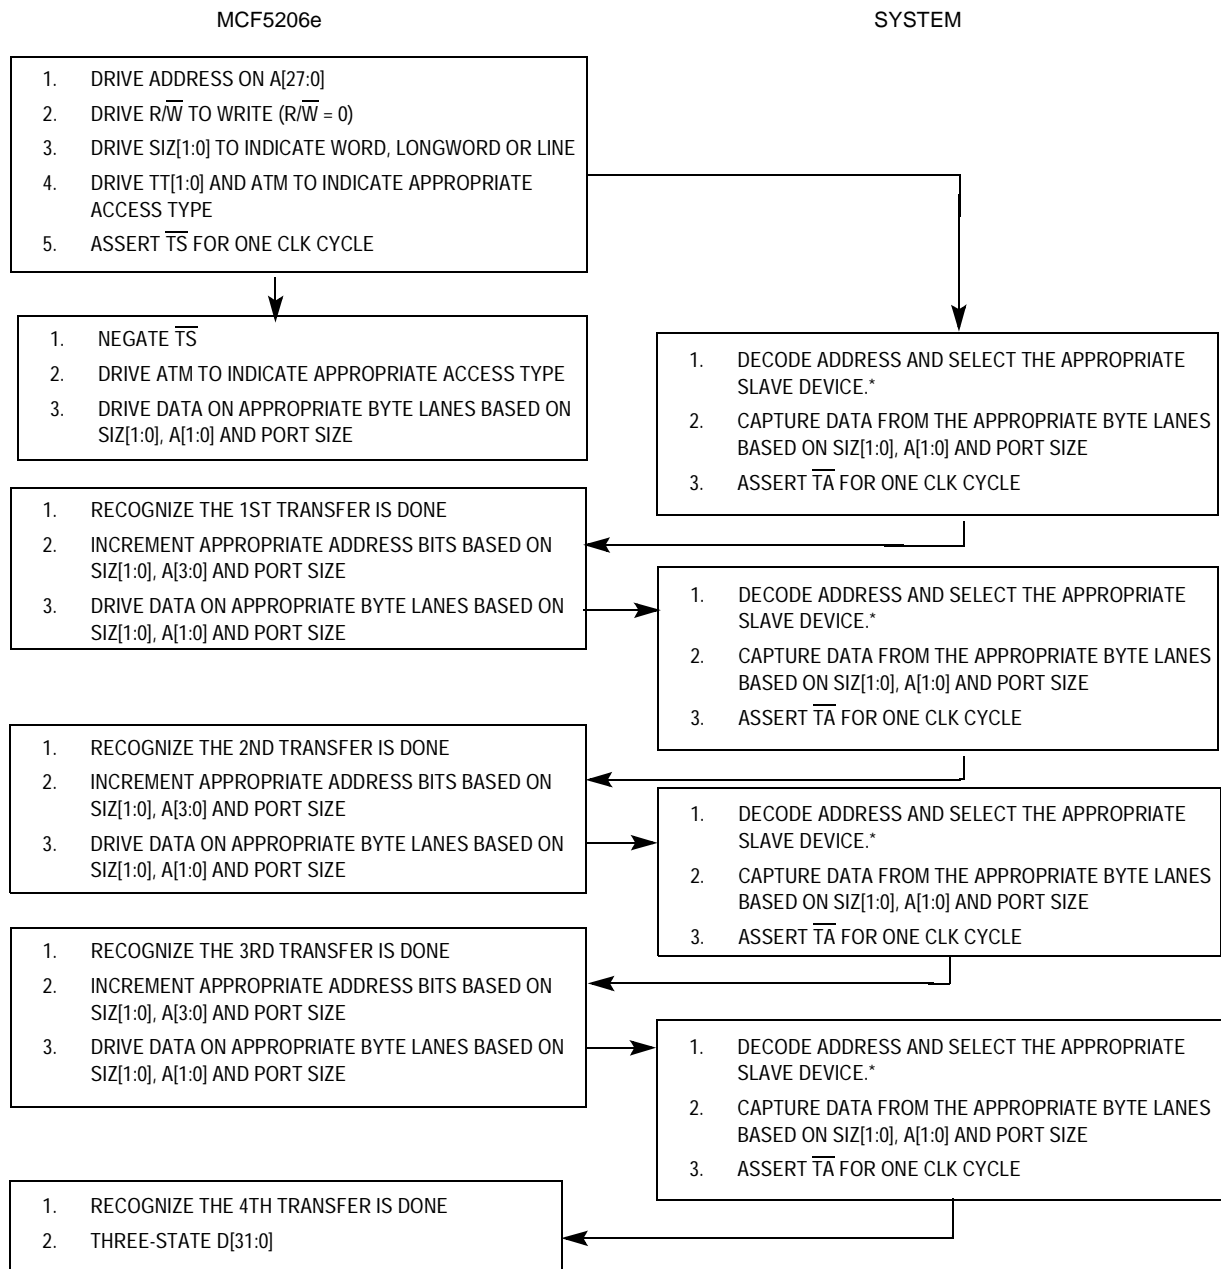 MCF5206e
SYSTEM
1. DRIVE ADDRESS ON A[27:0]
2. DRIVE R/W̅ TO WRITE (R/W̅ = 0)
3. DRIVE SIZ[1:0] TO INDICATE WORD, LONGWORD OR LINE
4. DRIVE TT[1:0] AND ATM TO INDICATE APPROPRIATE
ACCESS TYPE
5. ASSERT T̅S̅ FOR ONE CLK CYCLE
1. NEGATE T̅S̅
2. DRIVE ATM TO INDICATE APPROPRIATE ACCESS TYPE
3. DRIVE DATA ON APPROPRIATE BYTE LANES BASED ON
SIZ[1:0], A[1:0] AND PORT SIZE
1. DECODE ADDRESS AND SELECT THE APPROPRIATE
SLAVE DEVICE.*
2. CAPTURE DATA FROM THE APPROPRIATE BYTE LANES
BASED ON SIZ[1:0], A[1:0] AND PORT SIZE
3. ASSERT T̅A̅ FOR ONE CLK CYCLE
1. RECOGNIZE THE 1ST TRANSFER IS DONE
2. INCREMENT APPROPRIATE ADDRESS BITS BASED ON
SIZ[1:0], A[3:0] AND PORT SIZE
3. DRIVE DATA ON APPROPRIATE BYTE LANES BASED ON
SIZ[1:0], A[1:0] AND PORT SIZE
1. DECODE ADDRESS AND SELECT THE APPROPRIATE
SLAVE DEVICE.*
2. CAPTURE DATA FROM THE APPROPRIATE BYTE LANES
BASED ON SIZ[1:0], A[1:0] AND PORT SIZE
3. ASSERT T̅A̅ FOR ONE CLK CYCLE
1. RECOGNIZE THE 2ND TRANSFER IS DONE
2. INCREMENT APPROPRIATE ADDRESS BITS BASED ON
SIZ[1:0], A[3:0] AND PORT SIZE
3. DRIVE DATA ON APPROPRIATE BYTE LANES BASED ON
SIZ[1:0], A[1:0] AND PORT SIZE
1. DECODE ADDRESS AND SELECT THE APPROPRIATE
SLAVE DEVICE.*
2. CAPTURE DATA FROM THE APPROPRIATE BYTE LANES
BASED ON SIZ[1:0], A[1:0] AND PORT SIZE
3. ASSERT T̅A̅ FOR ONE CLK CYCLE
1. RECOGNIZE THE 3RD TRANSFER IS DONE
2. INCREMENT APPROPRIATE ADDRESS BITS BASED ON
SIZ[1:0], A[3:0] AND PORT SIZE
3. DRIVE DATA ON APPROPRIATE BYTE LANES BASED ON
SIZ[1:0], A[1:0] AND PORT SIZE
1. DECODE ADDRESS AND SELECT THE APPROPRIATE
SLAVE DEVICE.*
2. CAPTURE DATA FROM THE APPROPRIATE BYTE LANES
BASED ON SIZ[1:0], A[1:0] AND PORT SIZE
3. ASSERT T̅A̅ FOR ONE CLK CYCLE
1. RECOGNIZE THE 4TH TRANSFER IS DONE
2. THREE-STATE D[31:0]